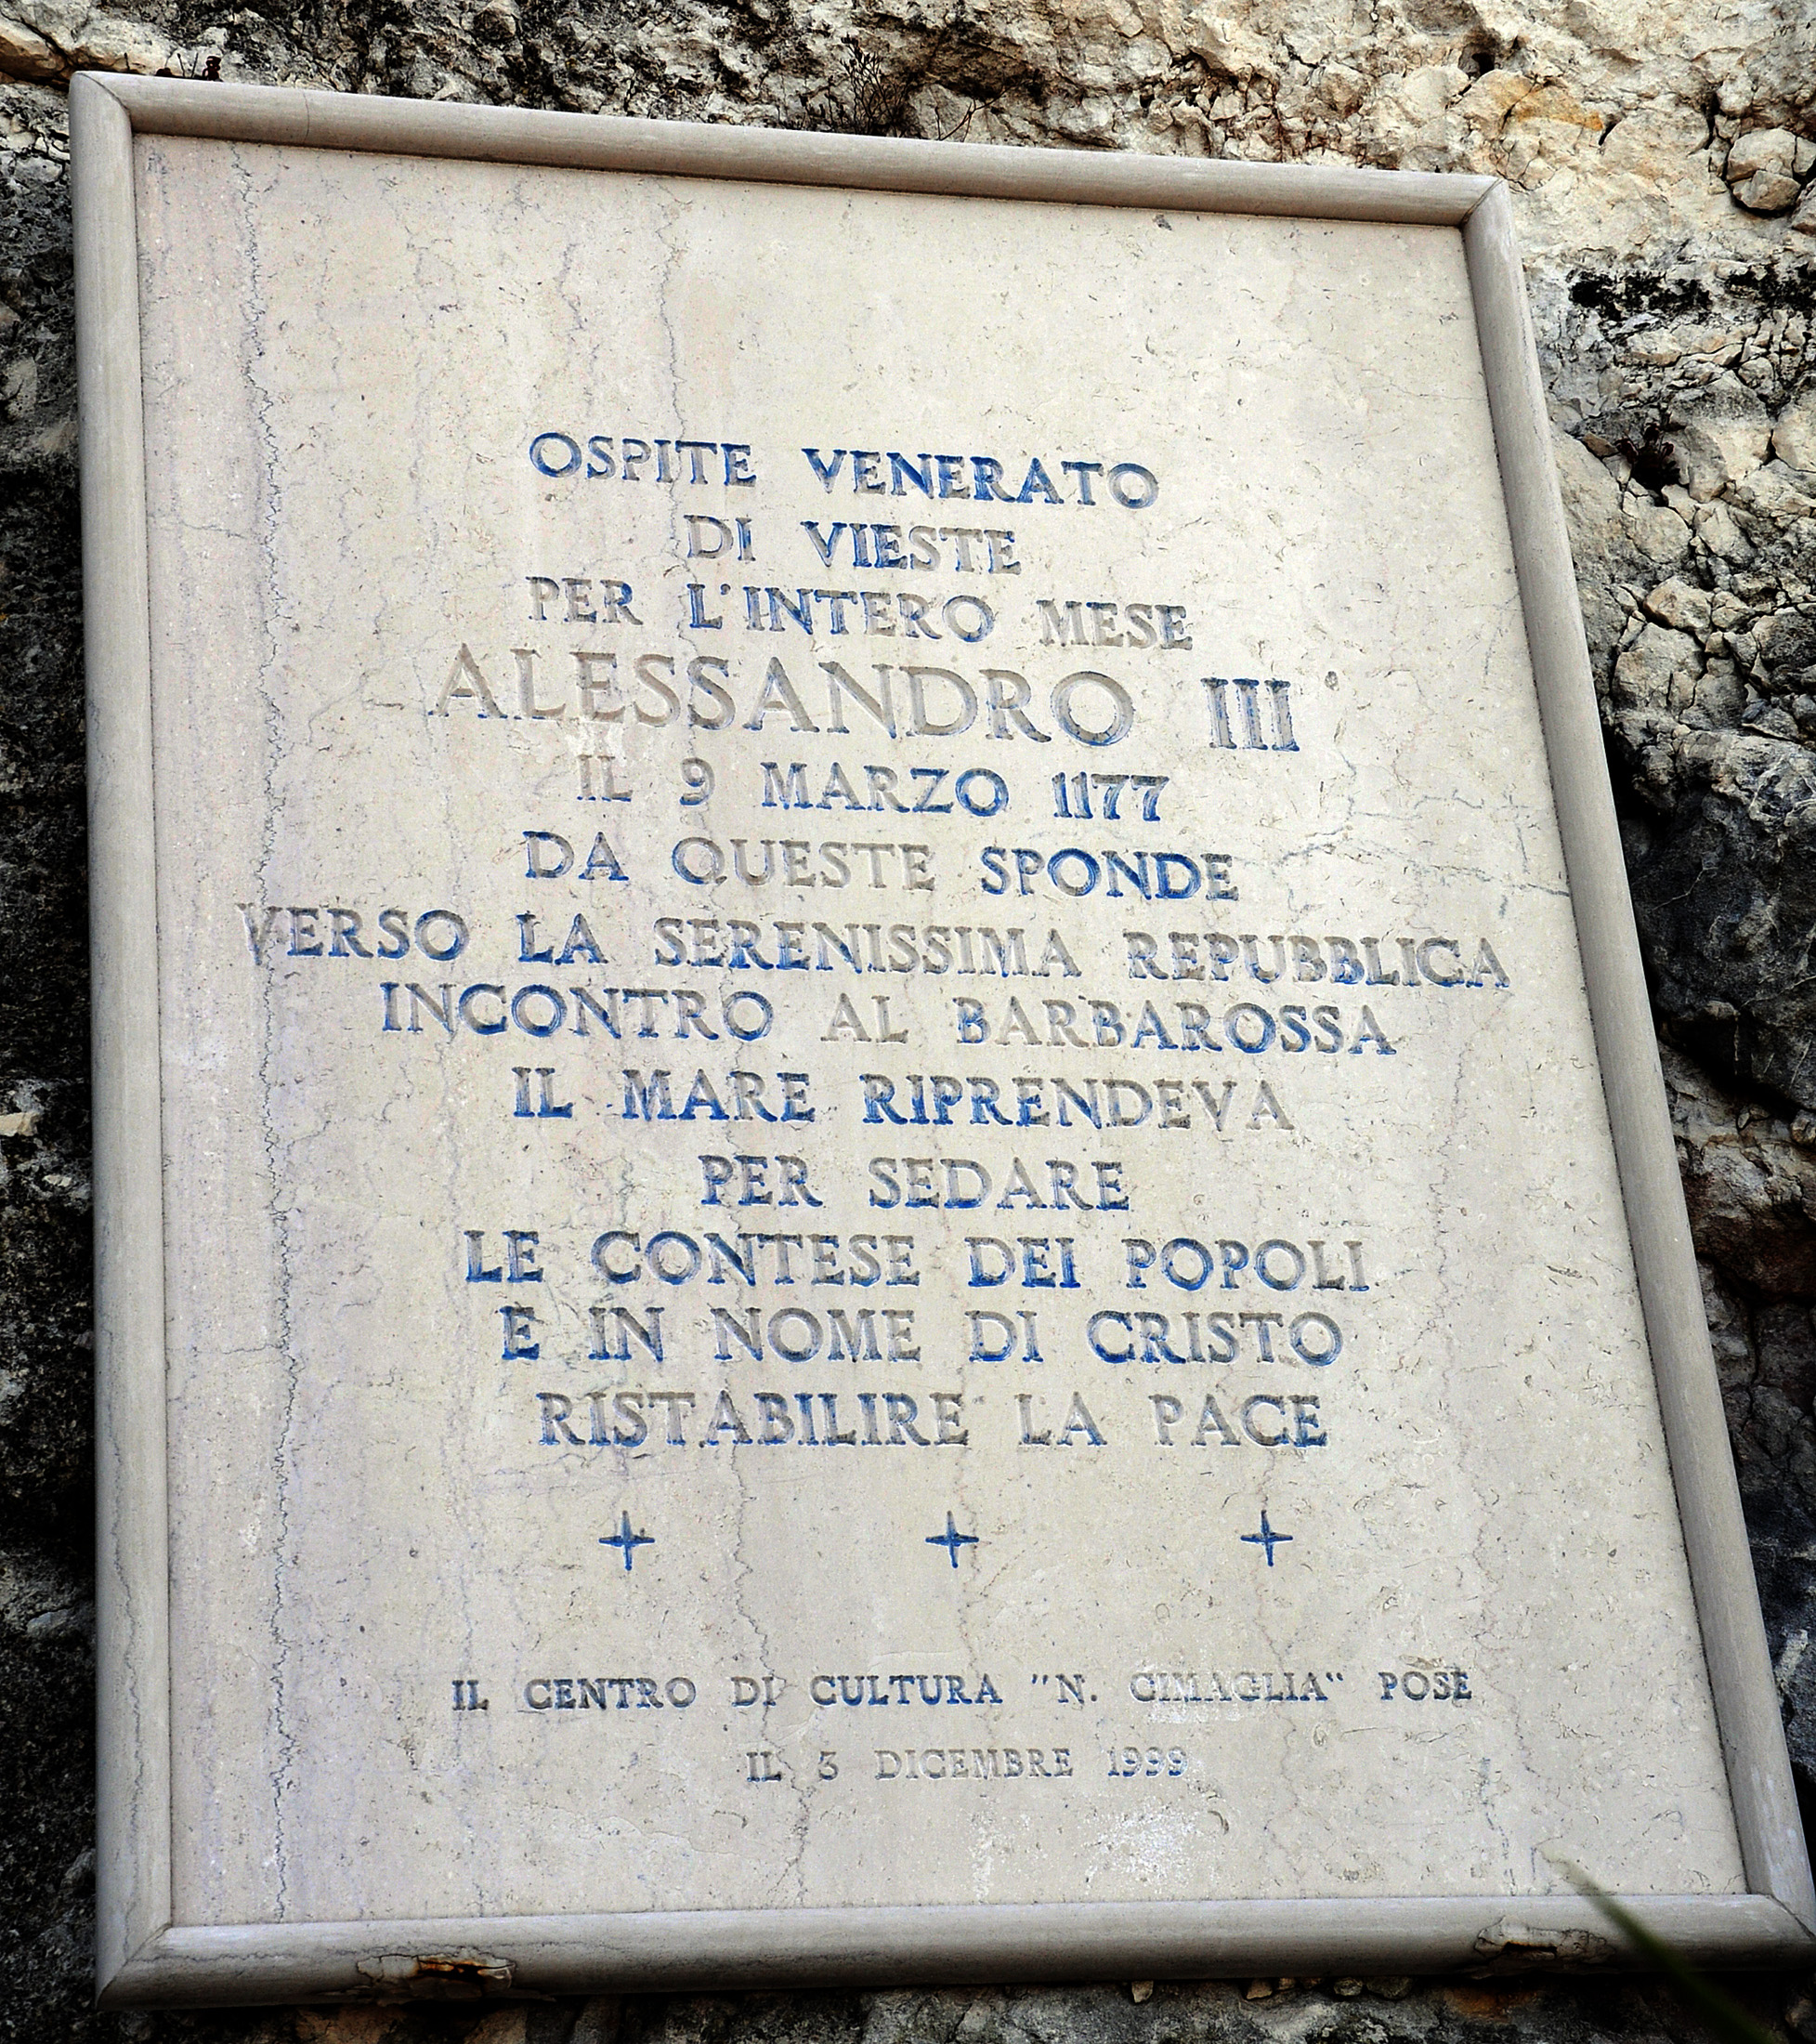 OSPITE VENERATO
DI VIESTE
PER L'INTERO MESE
ALESSANDRO III
IL 9 MARZO 1177
DA QUESTE SPONDE
VERSO LA SERENISSIMA REPUBBLICA
INCONTRO AL BARBAROSSA
IL MARE RIPRENDEVA
PER SEDARE
LE CONTESE DEI POPOLI
E IN NOME DI CRISTO
RISTABILIRE LA PACE
IL CENTRO DI CULTURA "N. CIMAGLIA" POSE
IL 3 DICEMBRE 1999